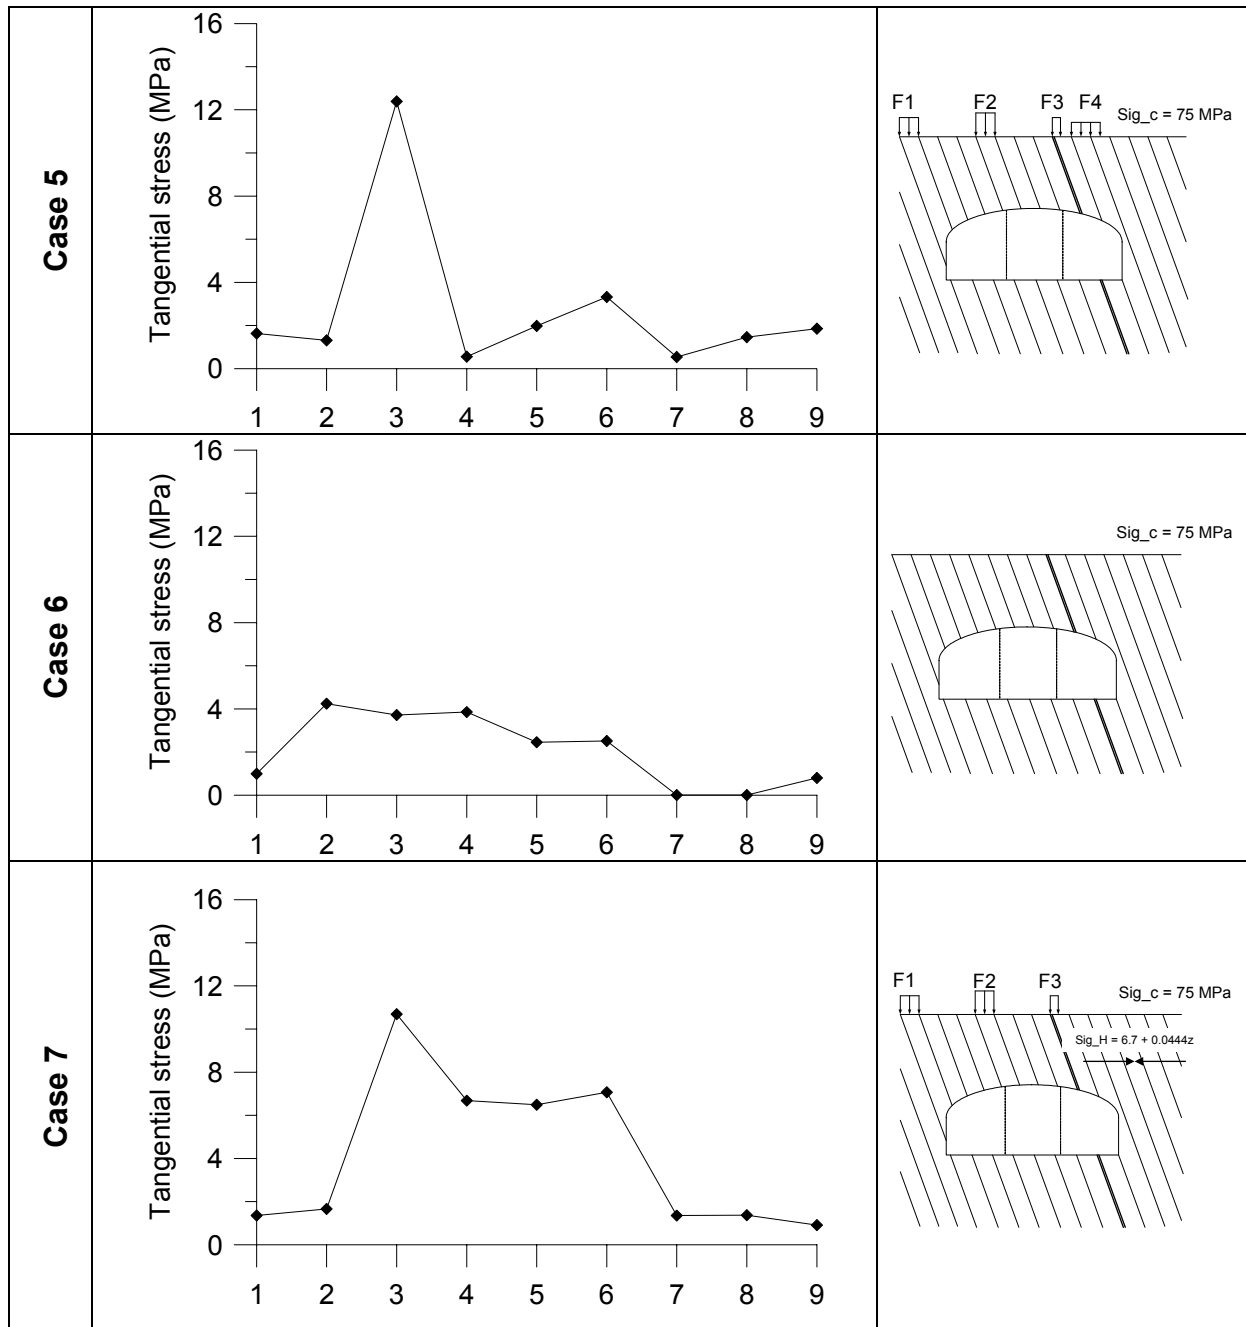 Case 5
Tangential stress (MPa)
16
12
8
4
0
1 2 3 4 5 6 7 8 9
F1 F2 F3 F4 Sig_c = 75 MPa
Case 6
Tangential stress (MPa)
16
12
8
4
0
1 2 3 4 5 6 7 8 9
Sig_c = 75 MPa
Case 7
Tangential stress (MPa)
16
12
8
4
0
1 2 3 4 5 6 7 8 9
F1 F2 F3 Sig_c = 75 MPa
Sig_H = 6.7 + 0.0444z